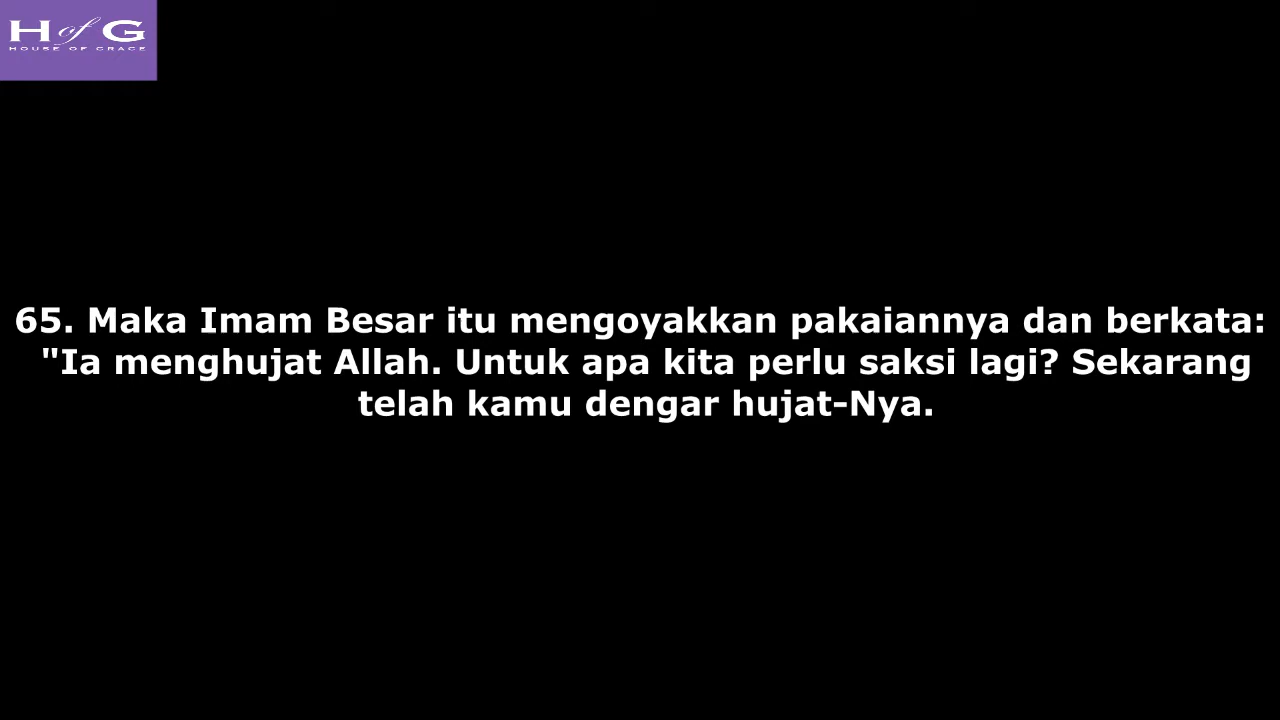 H of G
HOUSE OF GRACE
65. Maka Imam Besar itu mengoyakkan pakaiannya dan berkata:
"Ia menghujat Allah. Untuk apa kita perlu saksi lagi? Sekarang
telah kamu dengar hujat-Nya.